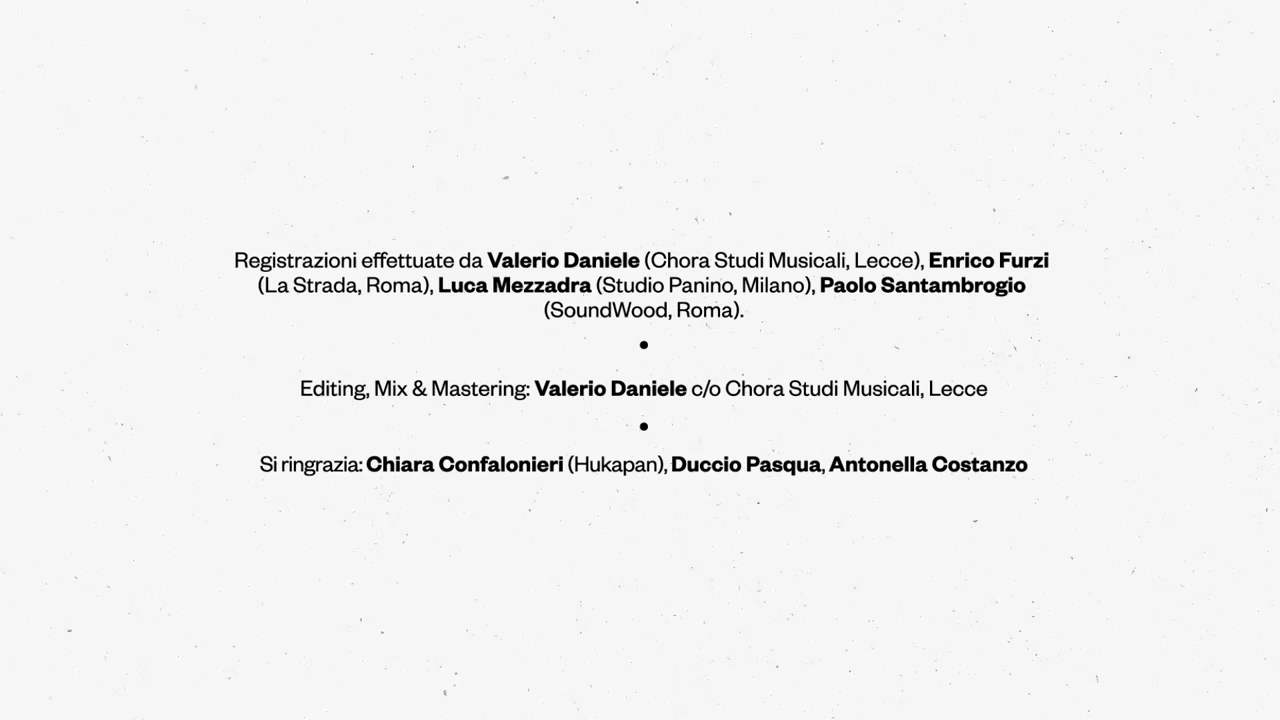 Registrazioni effettuate da Valerio Daniele (Chora Studi Musicali, Lecce), Enrico Furzi
(La Strada, Roma), Luca Mezzadra (Studio Panino, Milano), Paolo Santambrogio
(SoundWood, Roma).
•
Editing, Mix & Mastering: Valerio Daniele c/o Chora Studi Musicali, Lecce
•
Si ringrazia: Chiara Confalonieri (Hukapan), Duccio Pasqua, Antonella Costanzo